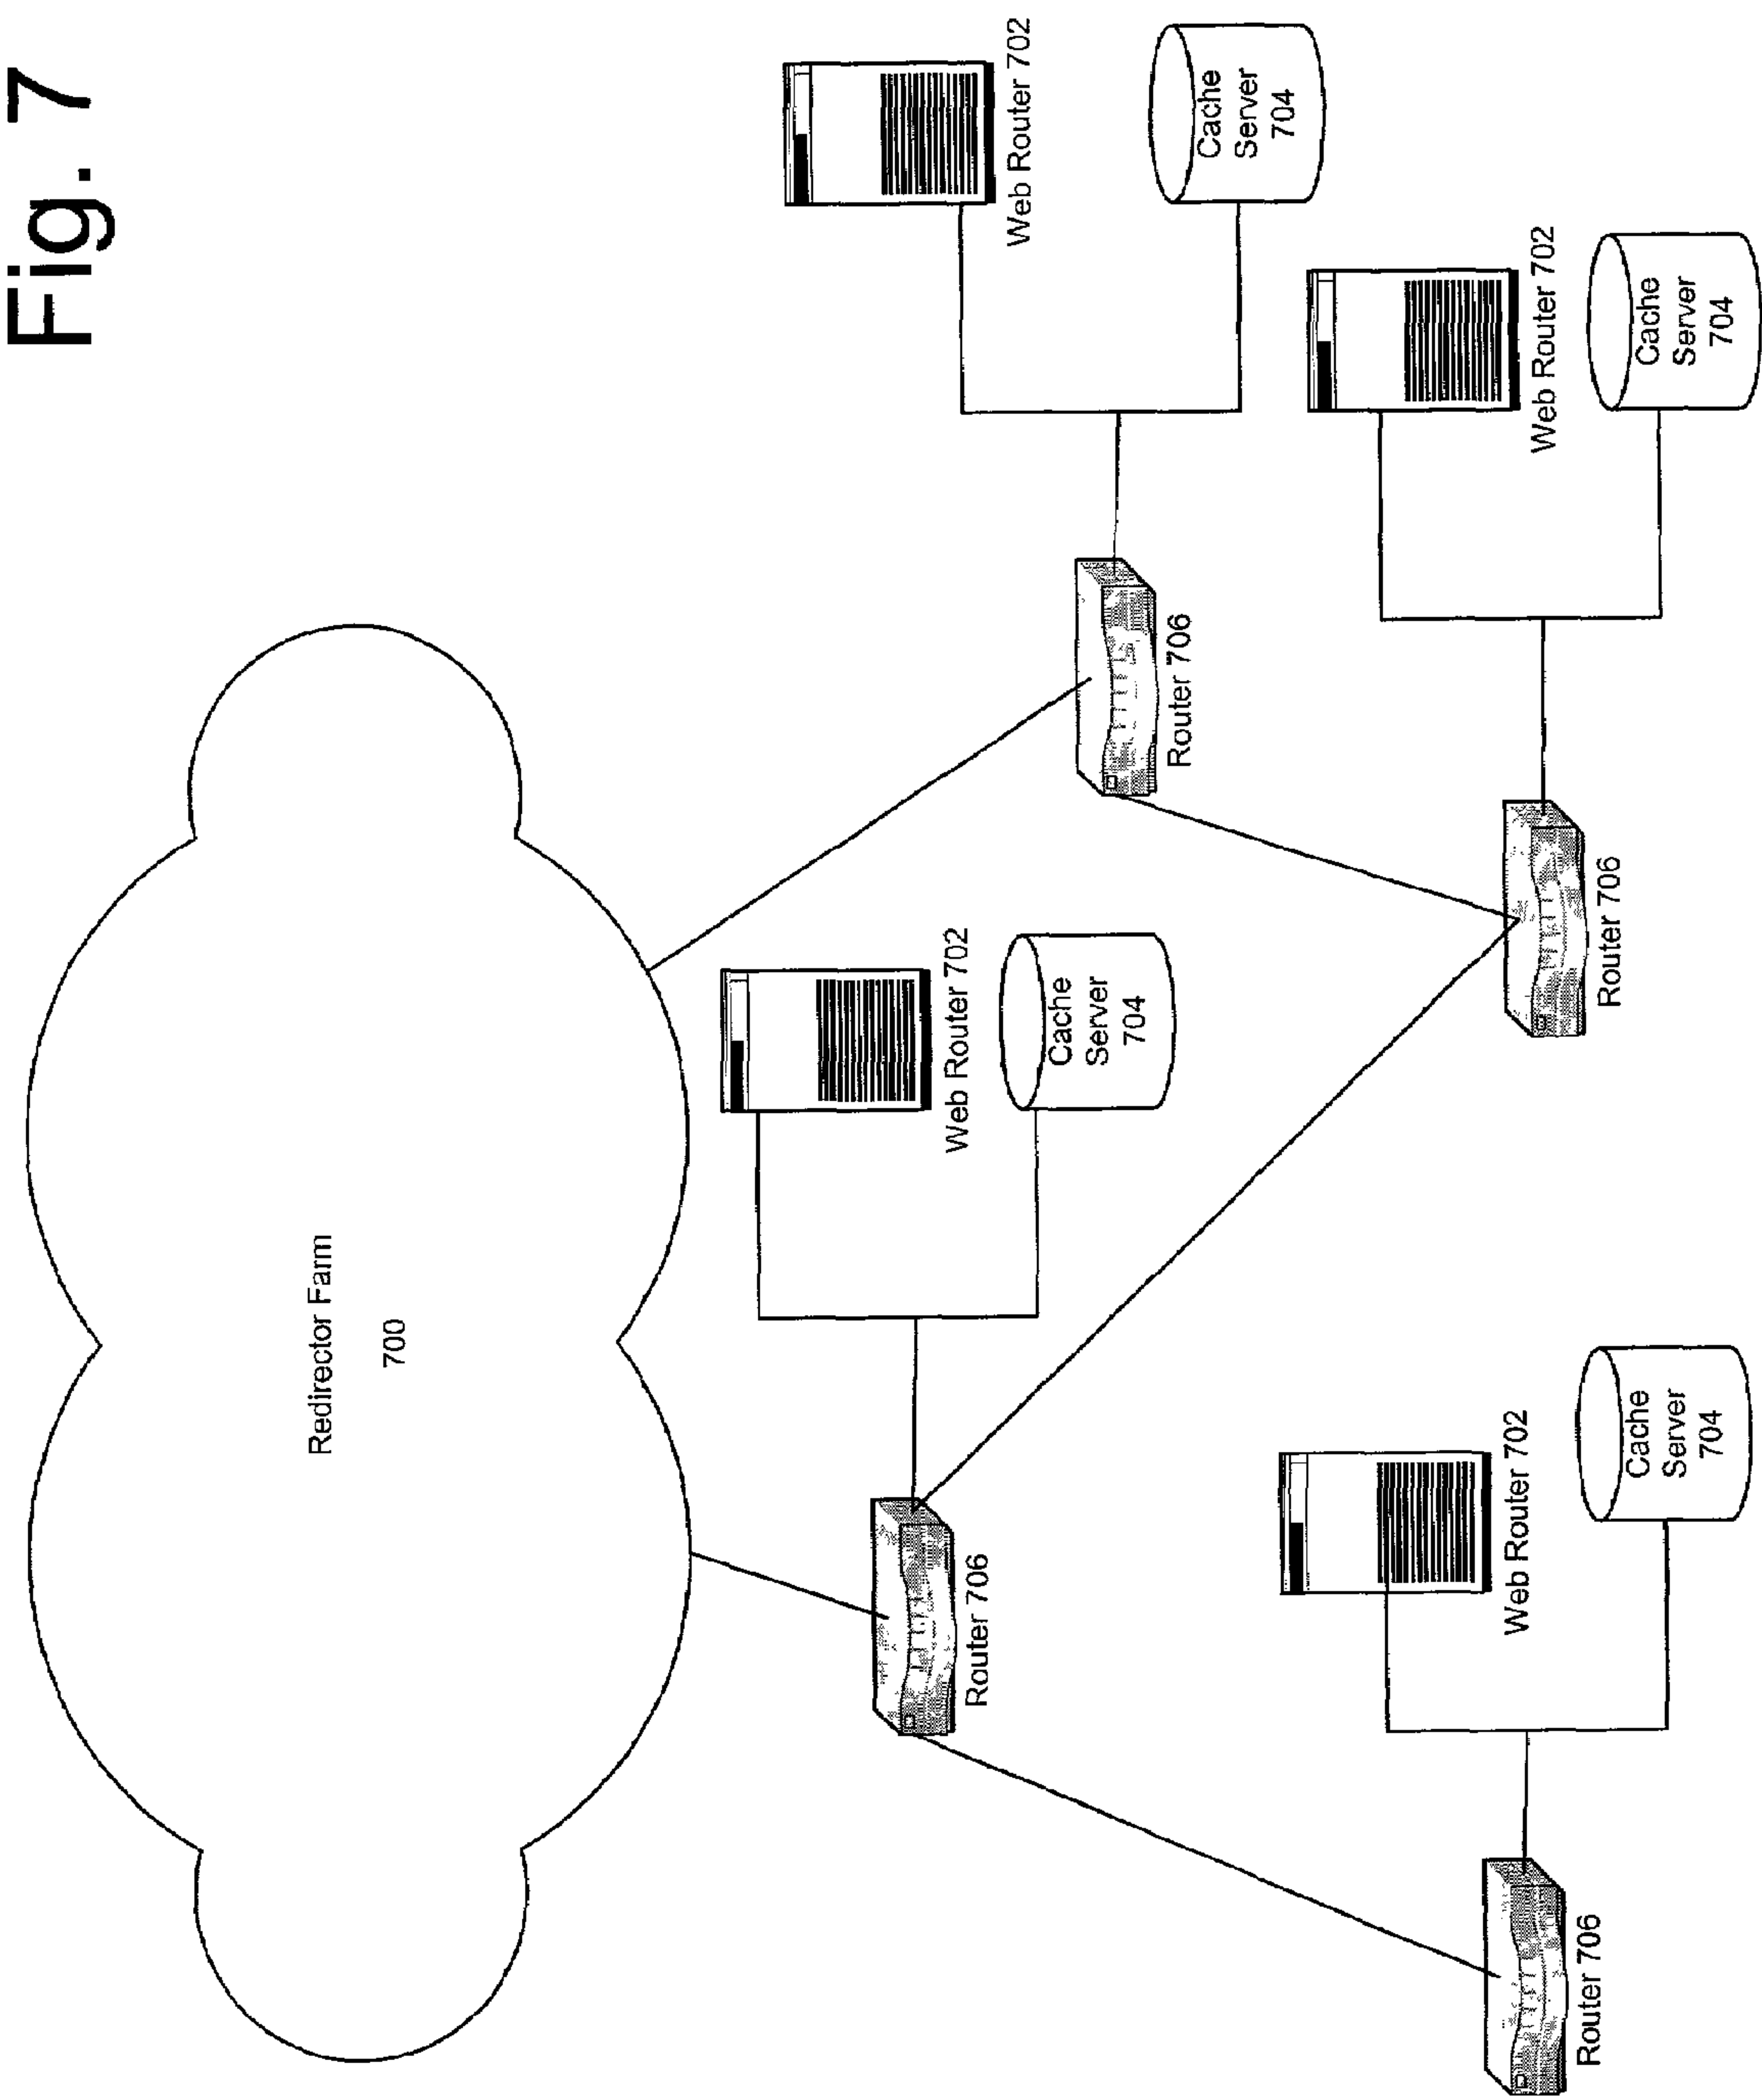 Fig. 7
Redirector Farm
700
Web Router 702
Router 706
Web Router 702
Cache
Server
704
Router 706
Cache
Server
704
Web Router 702
Web Router 702
Router 706
Router 706
Cache
Server
704
Cache
Server
704